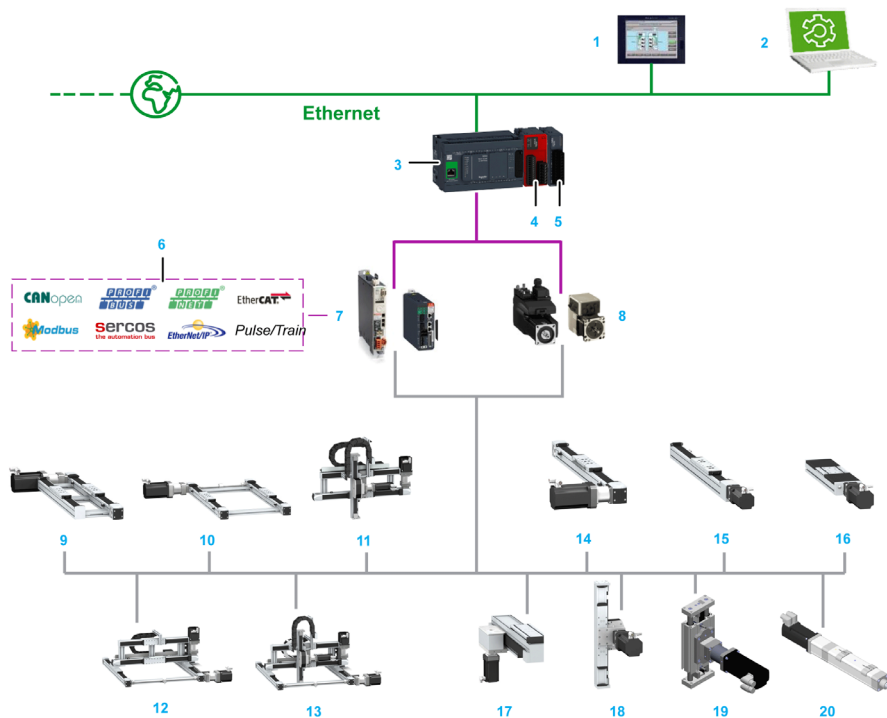 1
2
Ethernet
3
4 5
6
CANopen PROFI BUS PROFI NET EtherCAT
7
8
Modbus sercos the automation bus EtherNet/IP Pulse/Train
9 10 11 14 15 16
12 13 17 18 19 20